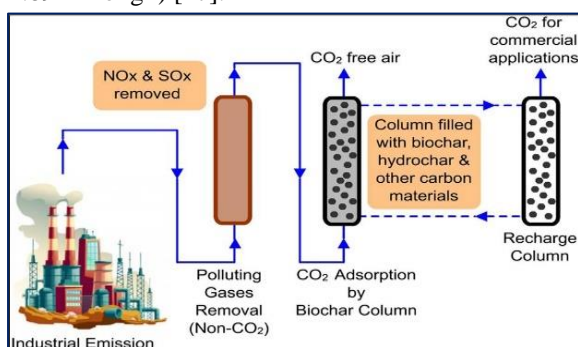 NOx & SOx
removed
CO₂ free air
CO₂ for
commercial
applications
Column filled
with biochar,
hydrochar &
other carbon
materials
Industrial Emission
Polluting
Gases
Removal
(Non-CO₂)
CO₂ Adsorption
by
Biochar Column
Recharge
Column